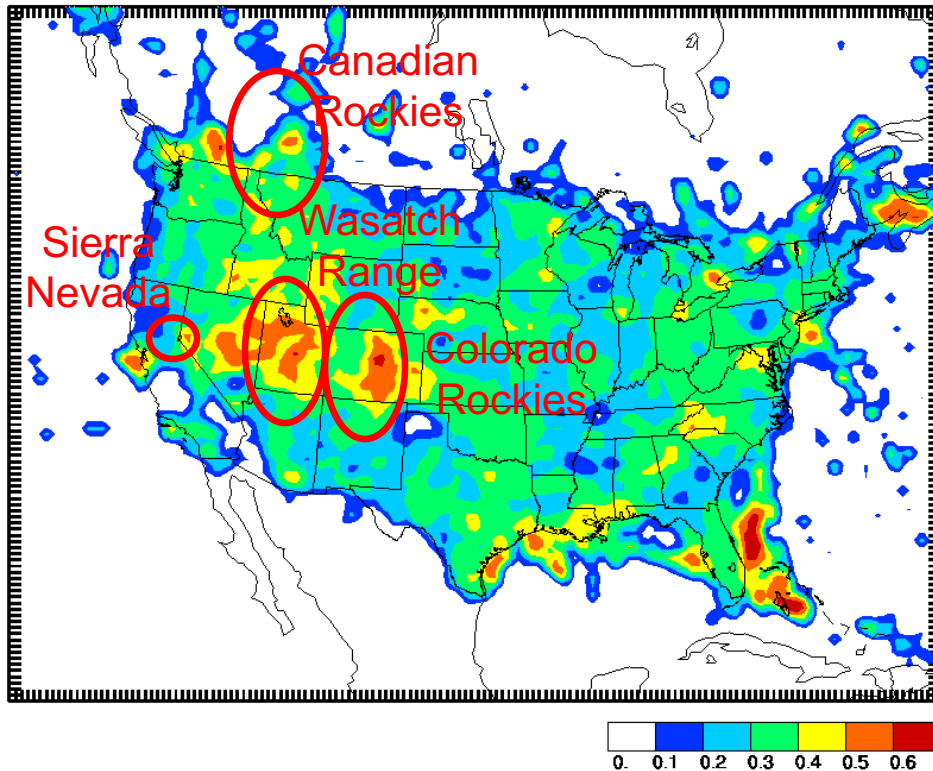 Canadian
Rockies
Wasatch
Range
Sierra
Nevada
Colorado
Rockies
0. 0.1 0.2 0.3 0.4 0.5 0.6